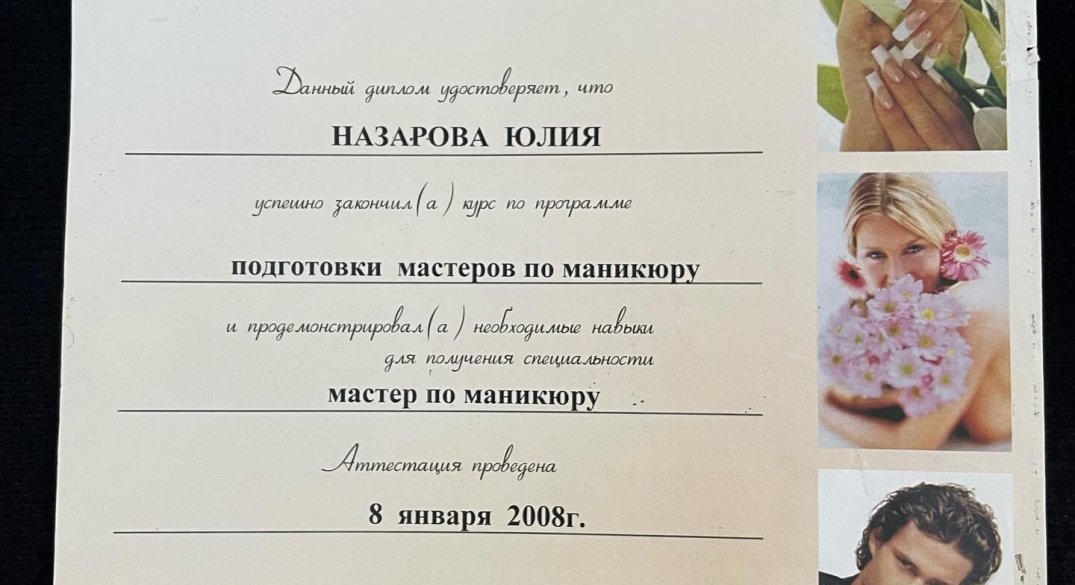 Данный диплом удостоверяет, что
НАЗАРОВА ЮЛИЯ
успешно закончил(а) курс по программе
подготовки мастеров по маникюру
и продемонстрировал(а) необходимые навыки
для получения специальности
мастер по маникюру
Аттестация проведена
8 января 2008г.